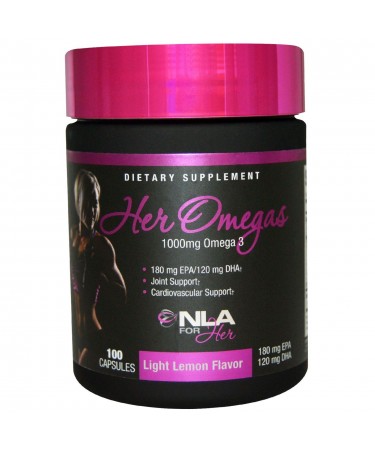 DIETARY SUPPLEMENT
Her Omegas
1000mg Omega 3
• 180 mg EPA/120 mg DHA†
• Joint Support†
• Cardiovascular Support†
NLA
FOR Her
100
CAPSULES
Light Lemon Flavor
180 mg EPA
120 mg DHA